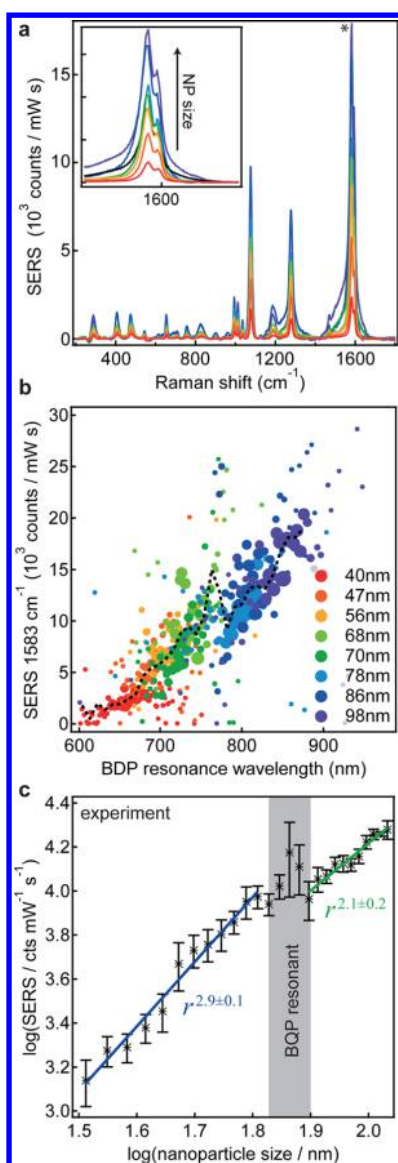 a
*
SERS (10³ counts / mW s)
15
10
5
0
NP size
1600
400
800
1200
1600
Raman shift (cm⁻¹)
b
SERS 1583 cm⁻¹ (10³ counts / mW s)
30
25
20
15
10
5
0
40nm
47nm
56nm
68nm
70nm
78nm
86nm
98nm
600
700
800
900
BDP resonance wavelength (nm)
c
experiment
log(SERS / cts mW⁻¹ s⁻¹)
4.4
4.2
4.0
3.8
3.6
3.4
3.2
3.0
r²·⁹±⁰·¹
BQP resonant
r²·¹±⁰·²
1.5
1.6
1.7
1.8
1.9
2.0
log(nanoparticle size / nm)